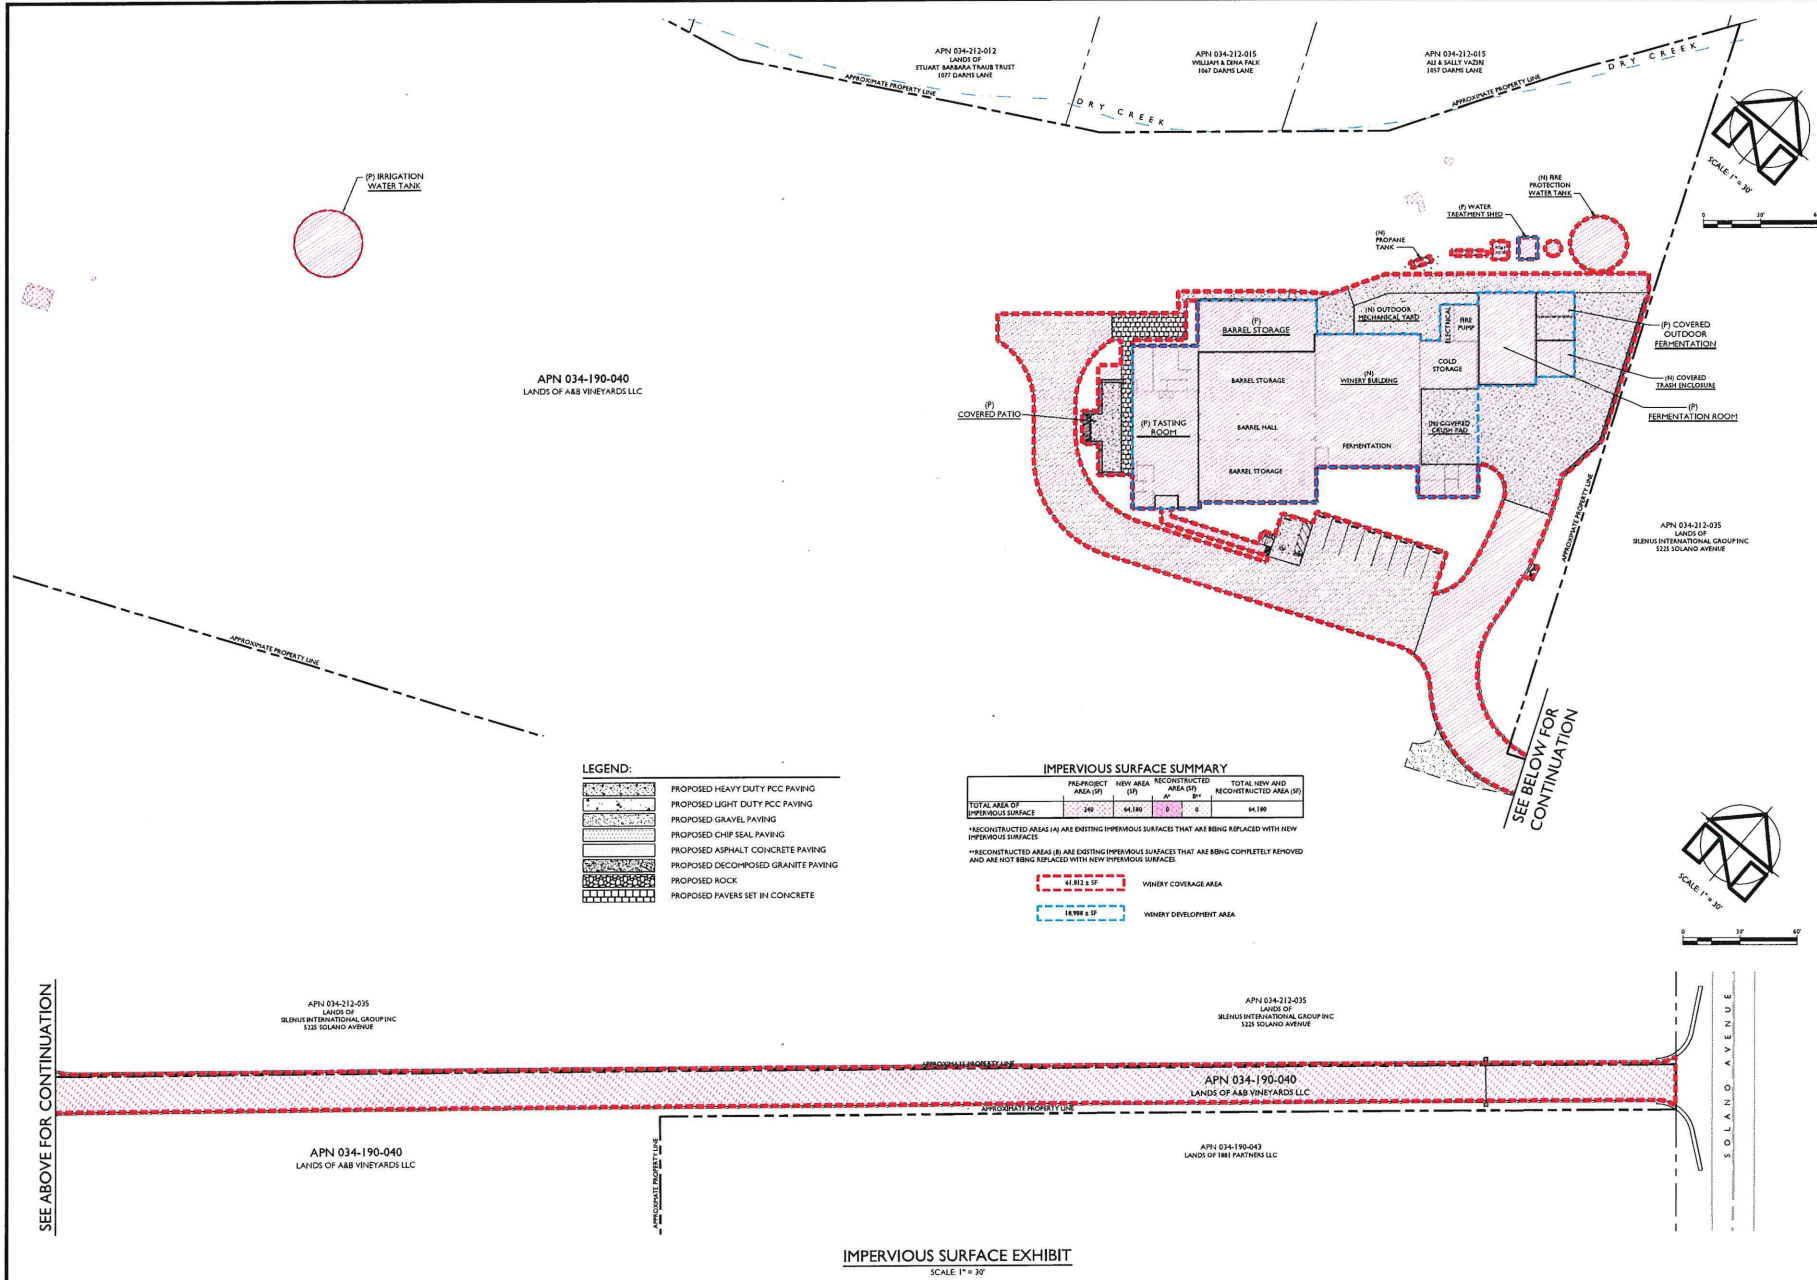 APN 034-212-012
LANDS OF
STUART BARBARA TRAUB TRUST
1077 DARMS LANE
APN 034-212-015
WILLIAM & DINA FALK
1067 DARMS LANE
APN 034-212-015
ALI & SALLY VAZIRI
1057 DARMS LANE
APPROXIMATE PROPERTY LINE
DRY CREEK
APPROXIMATE PROPERTY LINE
DRY CREEK
SCALE: 1" = 30'
0 30'
(P) IRRIGATION
WATER TANK
(N) FIRE
PROTECTION
WATER TANK
(P) WATER
TREATMENT SHED
(N)
PROPANE
TANK
APN 034-190-040
LANDS OF A&B VINEYARDS LLC
(P)
BARREL STORAGE
(N) OUTDOOR
MECHANICAL YARD
ELECTRICAL
FIRE
PUMP
(P) COVERED
OUTDOOR
FERMENTATION
COLD
STORAGE
(N) COVERED
TRASH ENCLOSURE
(P)
FERMENTATION ROOM
(P)
COVERED PATIO
(P) TASTING
ROOM
BARREL STORAGE
BARREL HALL
BARREL STORAGE
(N)
WINERY BUILDING
FERMENTATION
(N) COVERED
CRUSH PAD
APPROXIMATE PROPERTY LINE
APN 034-212-035
LANDS OF
SILENUS INTERNATIONAL GROUP INC
5225 SOLANO AVENUE
APPROXIMATE PROPERTY LINE
SEE BELOW FOR
CONTINUATION
LEGEND:
PROPOSED HEAVY DUTY PCC PAVING
PROPOSED LIGHT DUTY PCC PAVING
PROPOSED GRAVEL PAVING
PROPOSED CHIP SEAL PAVING
PROPOSED ASPHALT CONCRETE PAVING
PROPOSED DECOMPOSED GRANITE PAVING
PROPOSED ROCK
PROPOSED PAVERS SET IN CONCRETE
IMPERVIOUS SURFACE SUMMARY
PRE-PROJECT
AREA (SF)
NEW AREA
(SF)
RECONSTRUCTED
AREA (SF)
A* B**
TOTAL NEW AND
RECONSTRUCTED AREA (SF)
TOTAL AREA OF
IMPERVIOUS SURFACE
240 64,180 0 0 64,180
*RECONSTRUCTED AREAS (A) ARE EXISTING IMPERVIOUS SURFACES THAT ARE BEING REPLACED WITH NEW
IMPERVIOUS SURFACES.
**RECONSTRUCTED AREAS (B) ARE EXISTING IMPERVIOUS SURFACES THAT ARE BEING COMPLETELY REMOVED
AND ARE NOT BEING REPLACED WITH NEW IMPERVIOUS SURFACES.
61,812 ± SF WINERY COVERAGE AREA
18,988 ± SF WINERY DEVELOPMENT AREA
SCALE: 1" = 30'
0 30' 60'
SEE ABOVE FOR CONTINUATION
APN 034-212-035
LANDS OF
SILENUS INTERNATIONAL GROUP INC
5225 SOLANO AVENUE
APN 034-212-035
LANDS OF
SILENUS INTERNATIONAL GROUP INC
5225 SOLANO AVENUE
APPROXIMATE PROPERTY LINE
APN 034-190-040
LANDS OF A&B VINEYARDS LLC
APPROXIMATE PROPERTY LINE
SOLANO AVENUE
APN 034-190-040
LANDS OF A&B VINEYARDS LLC
APPROXIMATE PROPERTY LINE
APN 034-190-043
LANDS OF 1881 PARTNERS LLC
IMPERVIOUS SURFACE EXHIBIT
SCALE: 1" = 30'